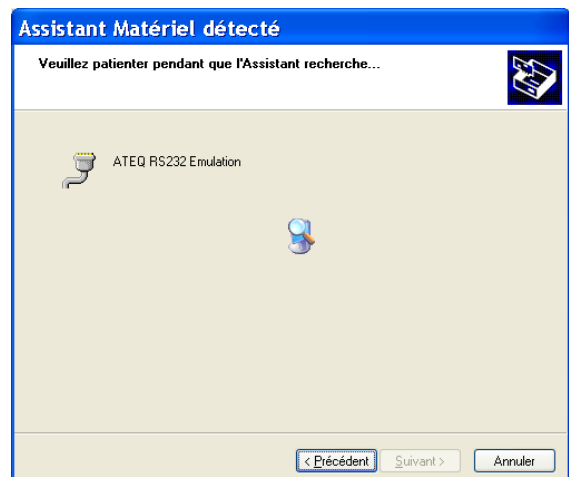 Assistant Matériel détecté
Veuillez patienter pendant que l'Assistant recherche...
ATEQ RS232 Emulation
< Précédent
Suivant >
Annuler